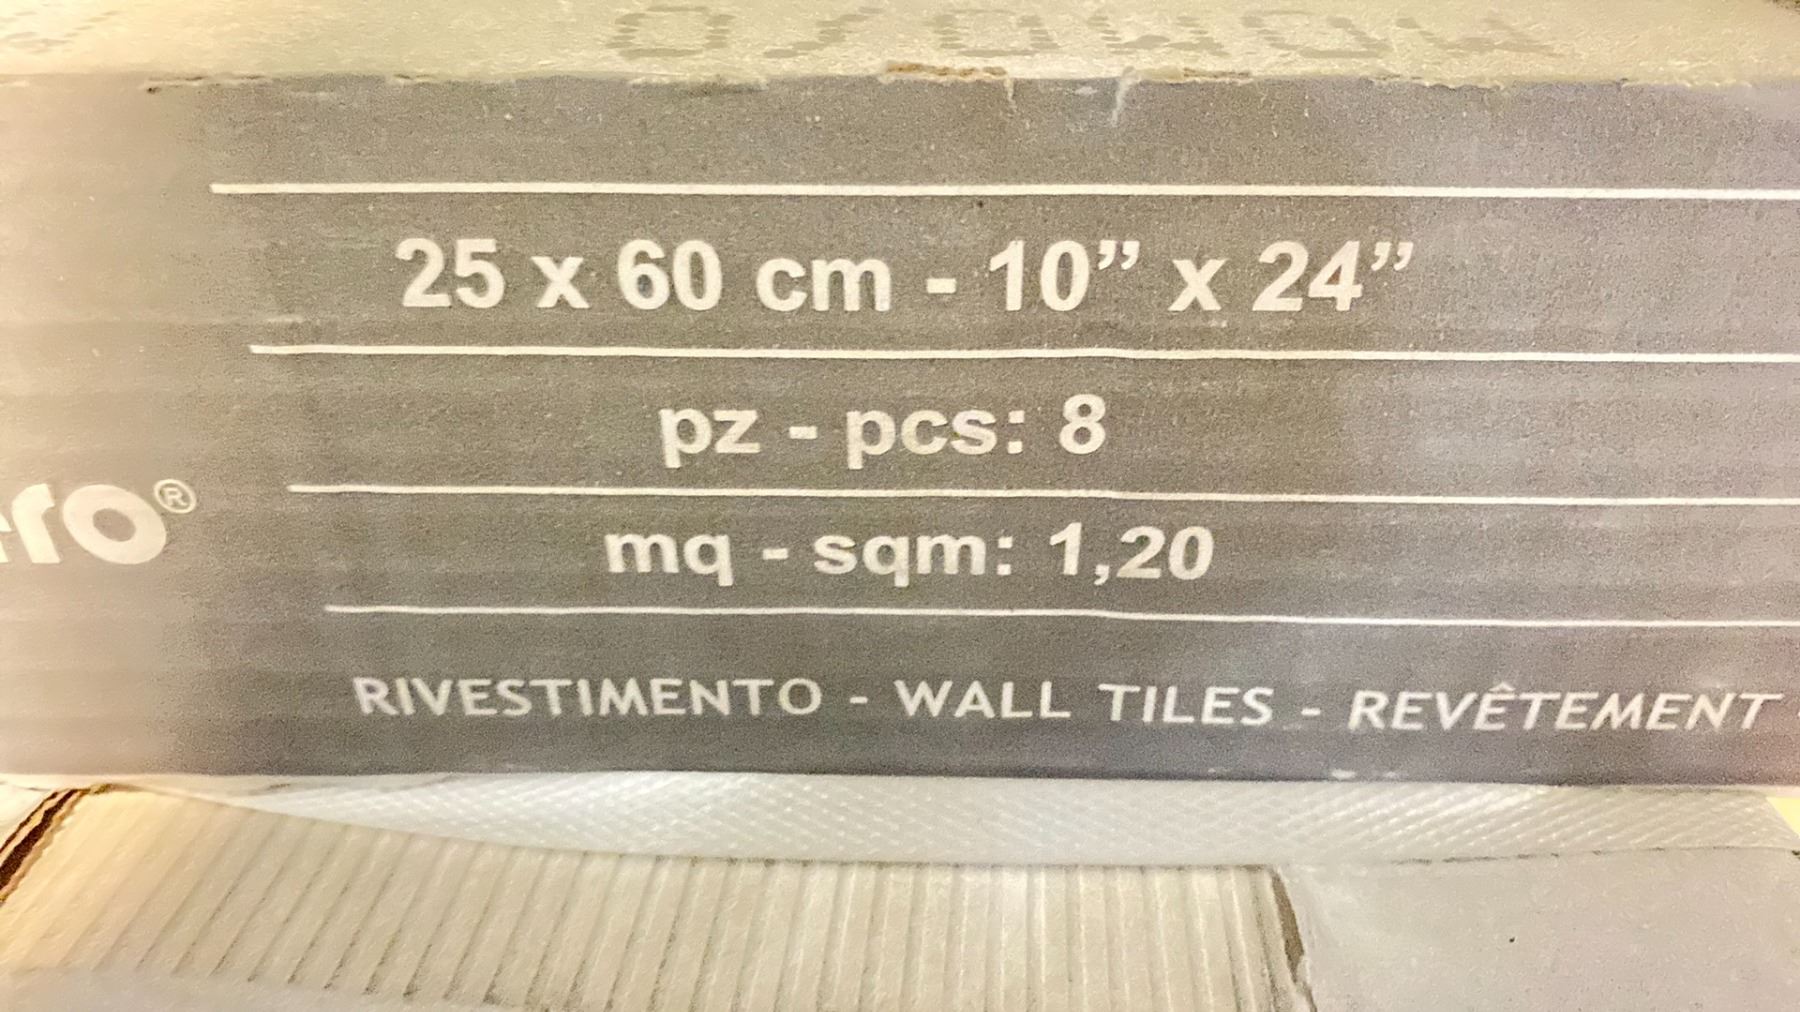 25 x 60 cm - 10” x 24”
pz - pcs: 8
®
mq - sqm: 1,20
RIVESTIMENTO - WALL TILES - REVÊTEMENT